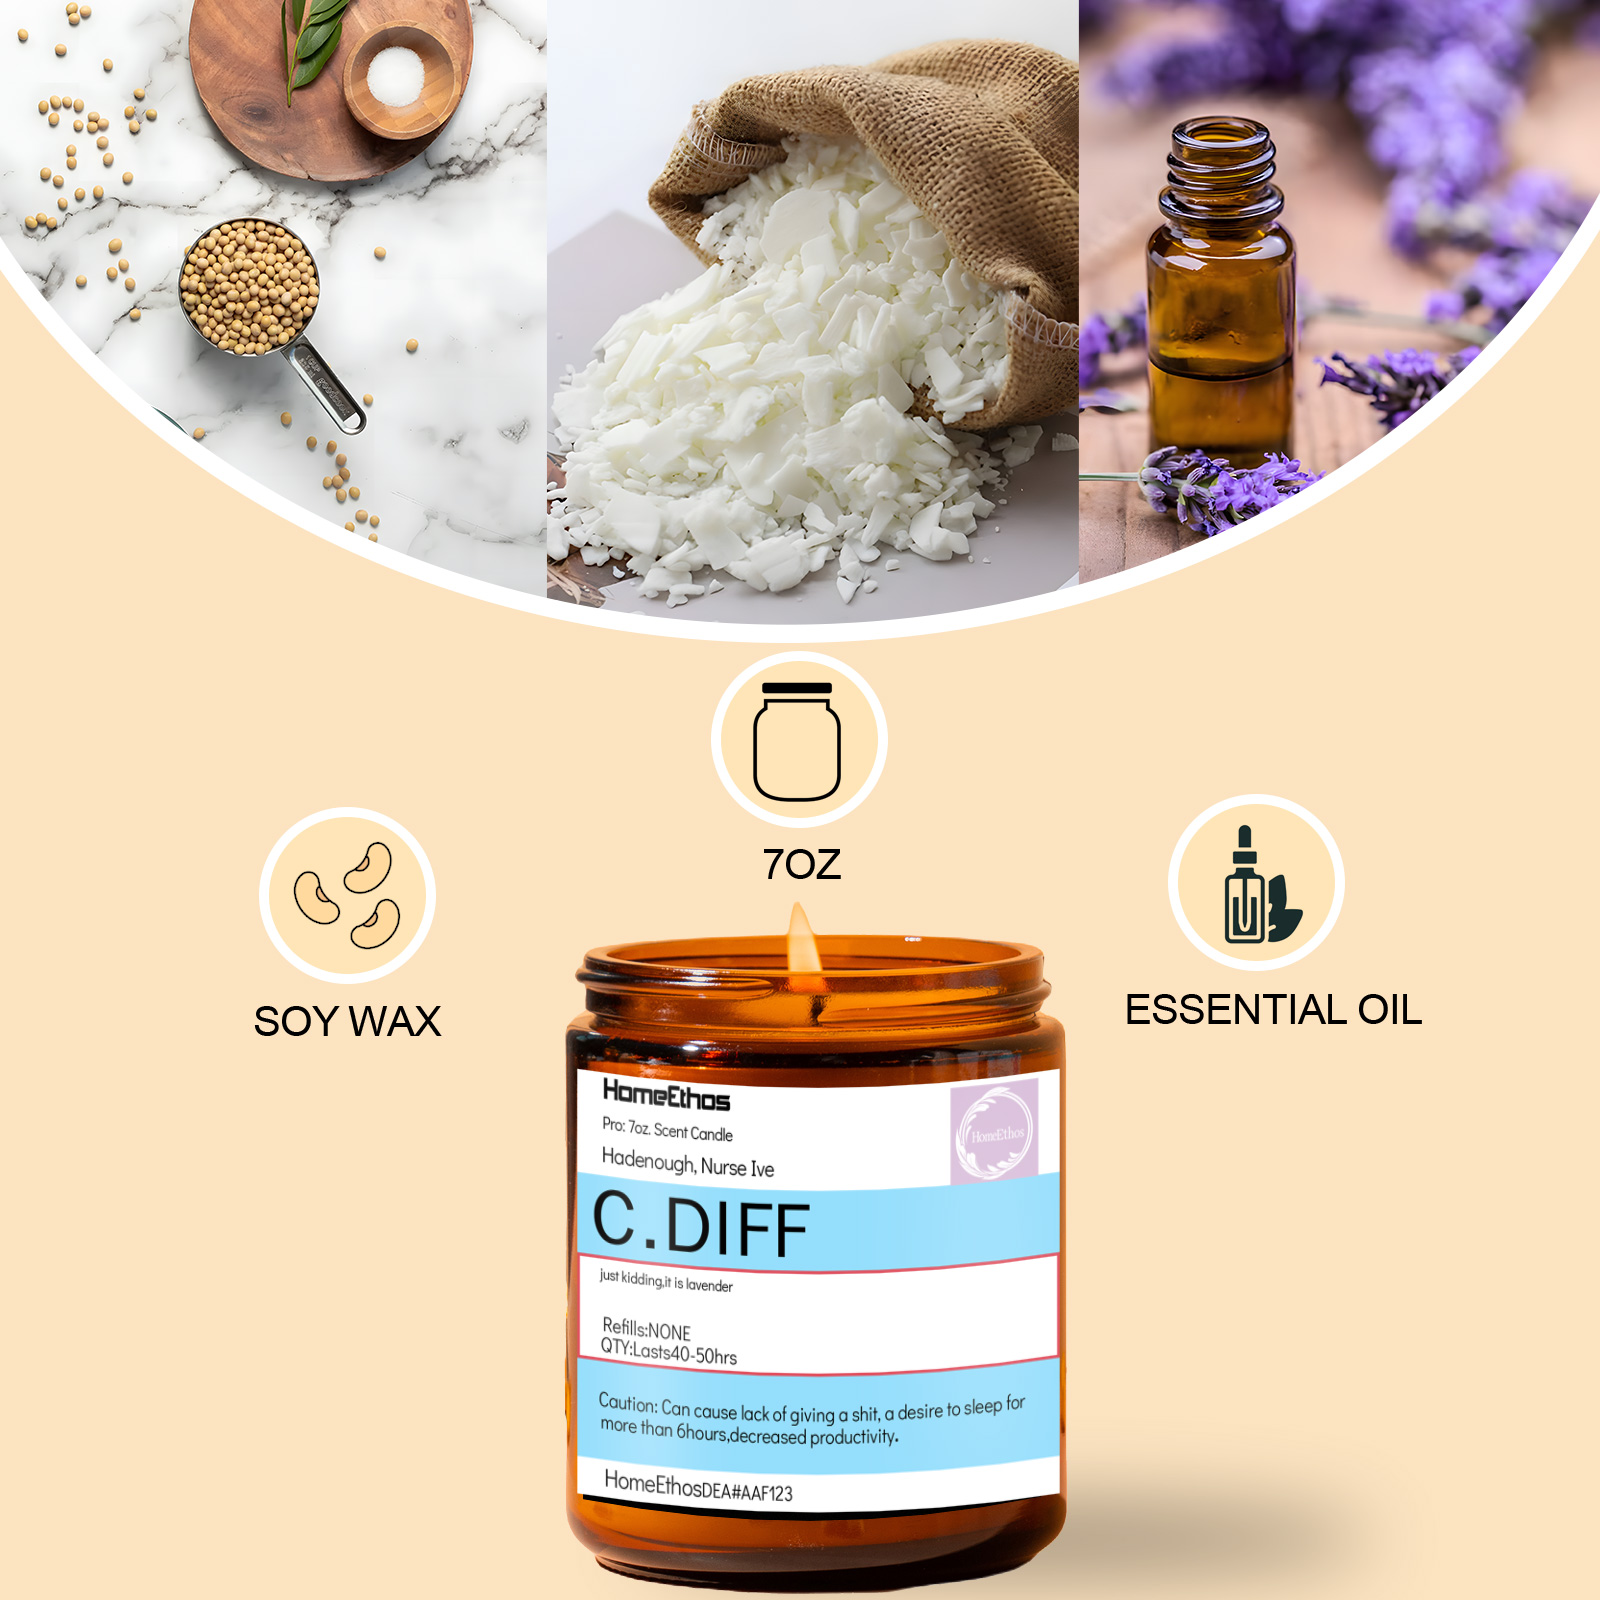 7OZ
SOY WAX
ESSENTIAL OIL
HomeEthos
Pro: 7oz. Scent Candle
Hadenough, Nurse Ive
HomeEthos
C.DIFF
just kidding,it is lavender
Refills:NONE
QTY:Lasts40-50hrs
Caution: Can cause lack of giving a shit, a desire to sleep for
more than 6hours,decreased productivity.
HomeEthosDEA#AAF123